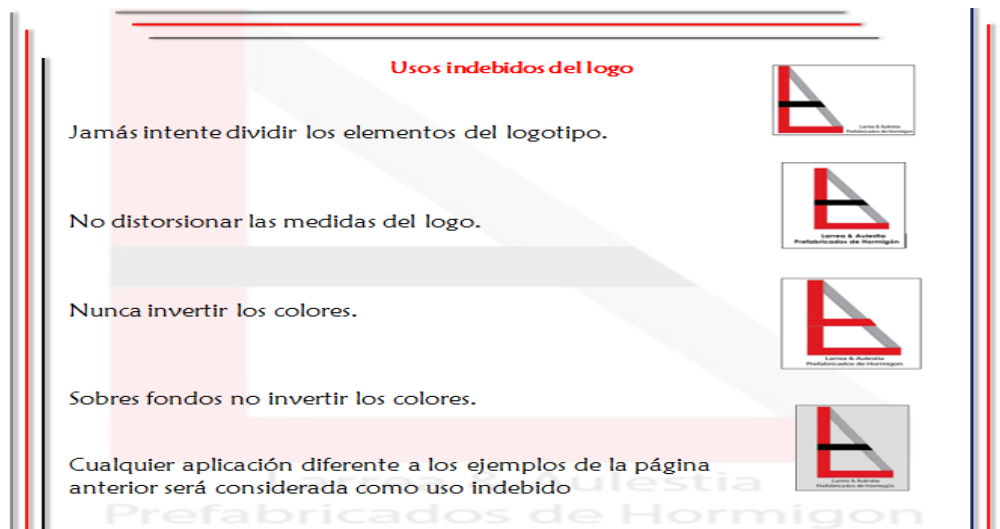 Usos indebidos del logo
Larrea & Aulestia
Prefabricados de Hormigon
Jamás intente dividir los elementos del logotipo.
No distorsionar las medidas del logo.
Larrea & Aulestia
Prefabricados de Hormigón
Nunca invertir los colores.
Larrea & Aulestia
Prefabricados de Hormigon
Sobres fondos no invertir los colores.
Cualquier aplicación diferente a los ejemplos de la página
anterior será considerada como uso indebido
Larrea & Aulestia
Prefabricados de Hormigón
Larrea & Aulestia
Prefabricados de Hormigon